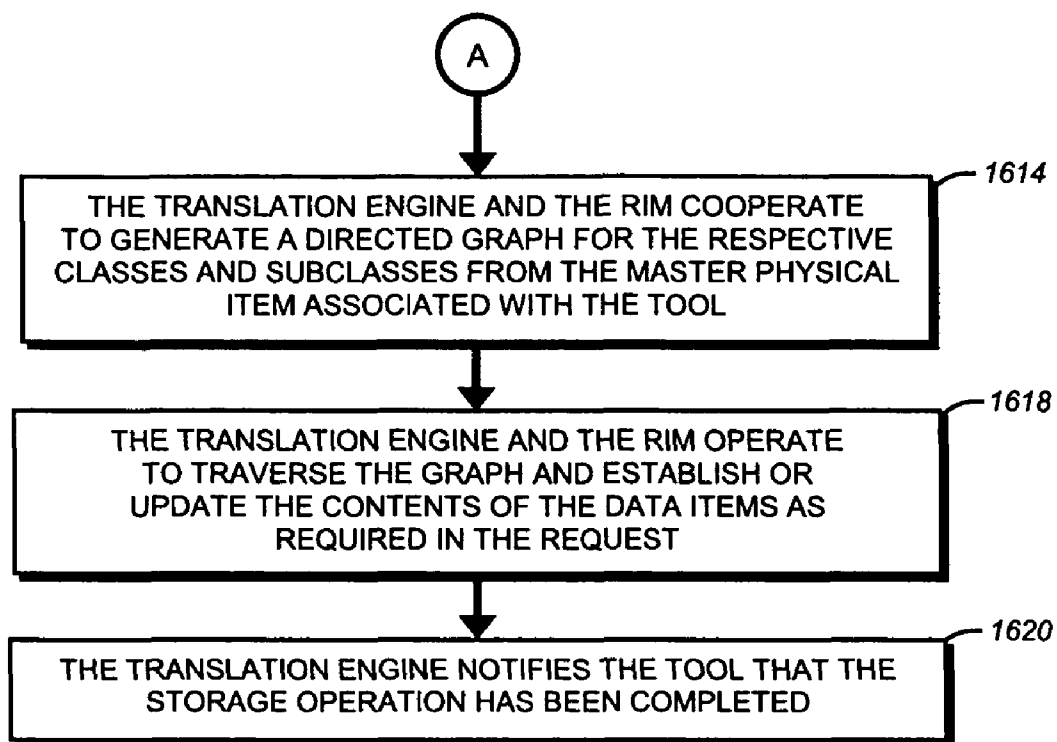 A
1614
THE TRANSLATION ENGINE AND THE RIM COOPERATE
TO GENERATE A DIRECTED GRAPH FOR THE RESPECTIVE
CLASSES AND SUBCLASSES FROM THE MASTER PHYSICAL
ITEM ASSOCIATED WITH THE TOOL
1618
THE TRANSLATION ENGINE AND THE RIM OPERATE
TO TRAVERSE THE GRAPH AND ESTABLISH OR
UPDATE THE CONTENTS OF THE DATA ITEMS AS
REQUIRED IN THE REQUEST
1620
THE TRANSLATION ENGINE NOTIFIES THE TOOL THAT THE
STORAGE OPERATION HAS BEEN COMPLETED